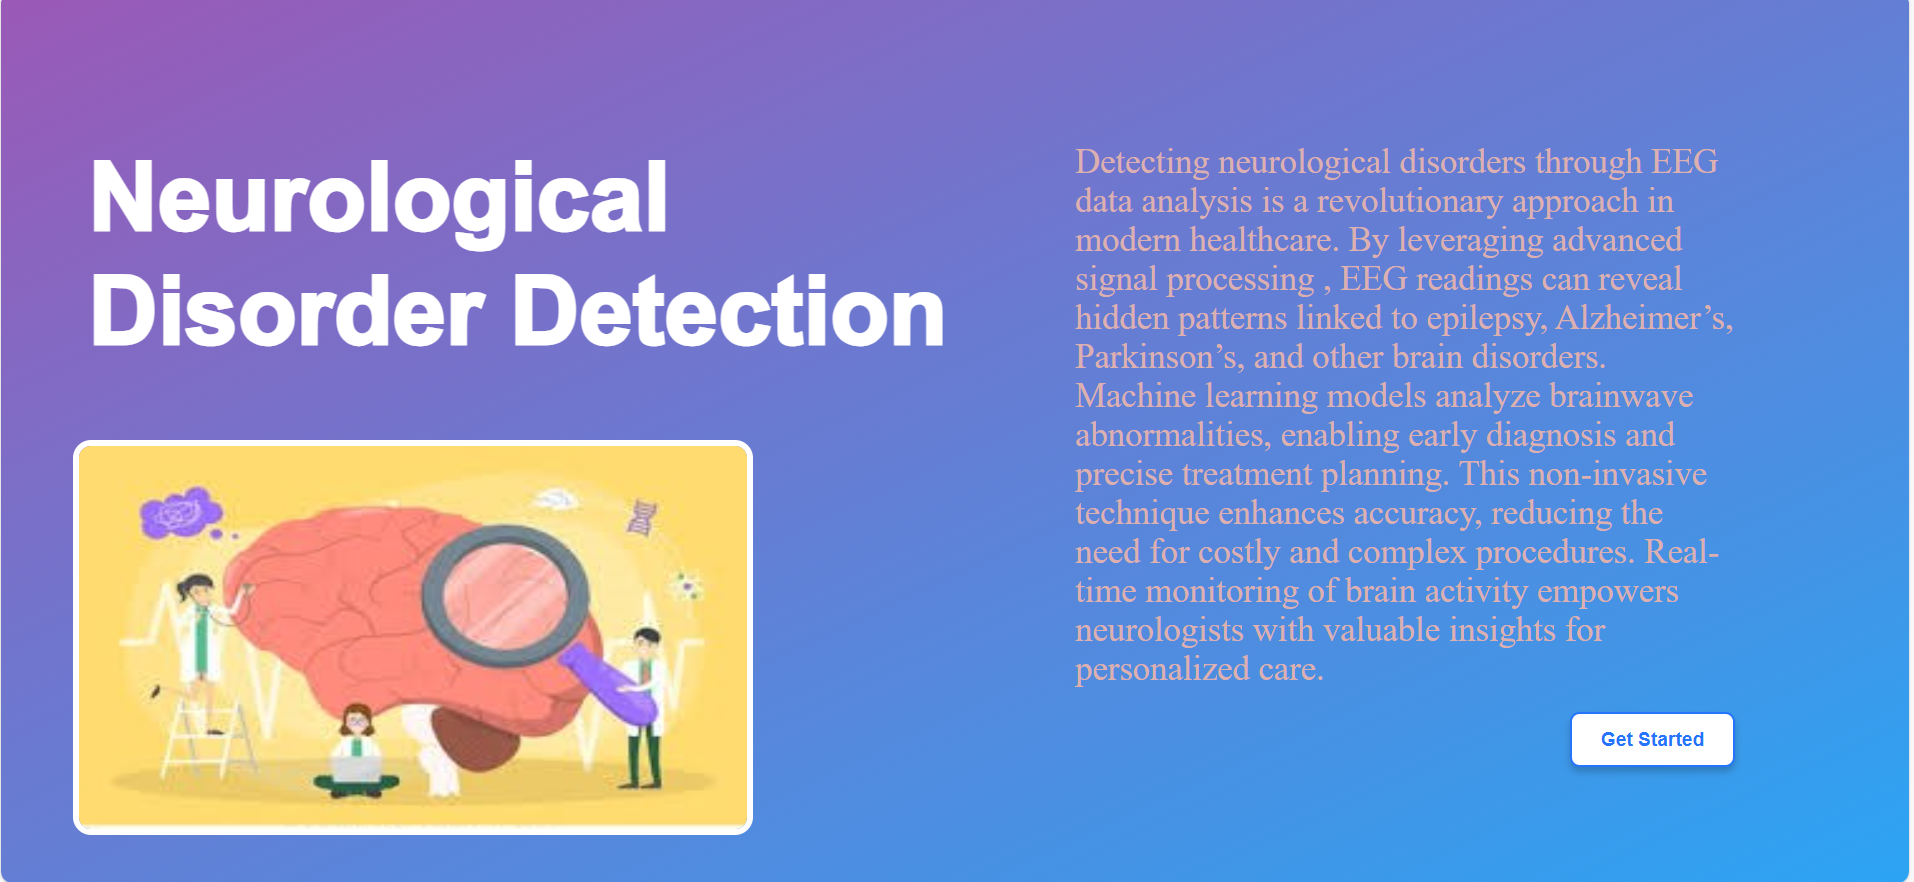 Neurological
Disorder Detection
Detecting neurological disorders through EEG
data analysis is a revolutionary approach in
modern healthcare. By leveraging advanced
signal processing , EEG readings can reveal
hidden patterns linked to epilepsy, Alzheimer’s,
Parkinson’s, and other brain disorders.
Machine learning models analyze brainwave
abnormalities, enabling early diagnosis and
precise treatment planning. This non-invasive
technique enhances accuracy, reducing the
need for costly and complex procedures. Real-
time monitoring of brain activity empowers
neurologists with valuable insights for
personalized care.
Get Started